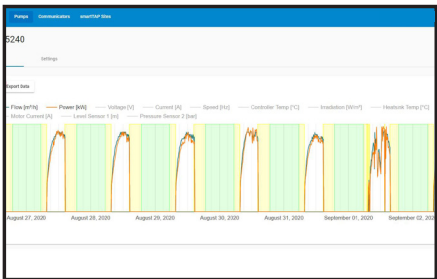 Pumps Communicators smartTAP Sites
5240
Settings
Export Data
Flow [m³/h] Power [kW] Voltage [V] Current [A] Speed [Hz] Controller Temp [°C] Irradiation [W/m²] Heatsink Temp [°C]
Motor Current [A] Level Sensor 1 [m] Pressure Sensor 2 [bar]
August 27, 2020 August 28, 2020 August 29, 2020 August 30, 2020 August 31, 2020 September 01, 2020 September 02, 202